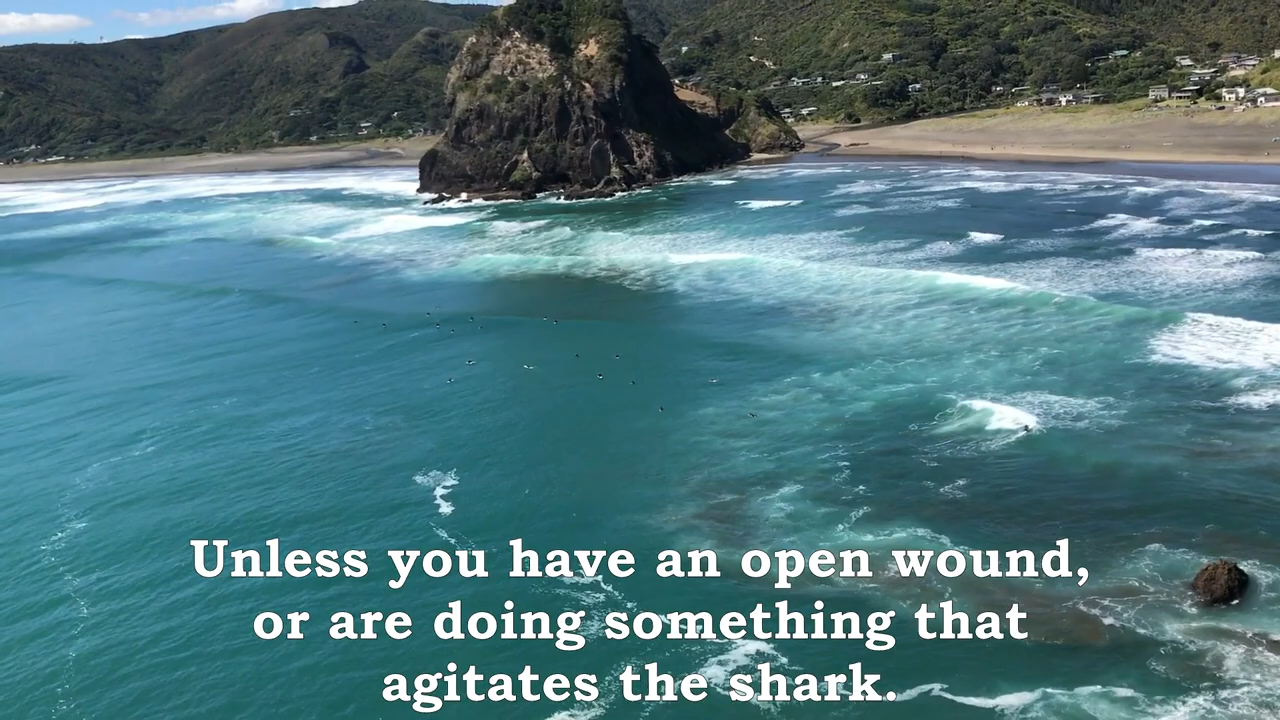 Unless you have an open wound,
or are doing something that
agitates the shark.